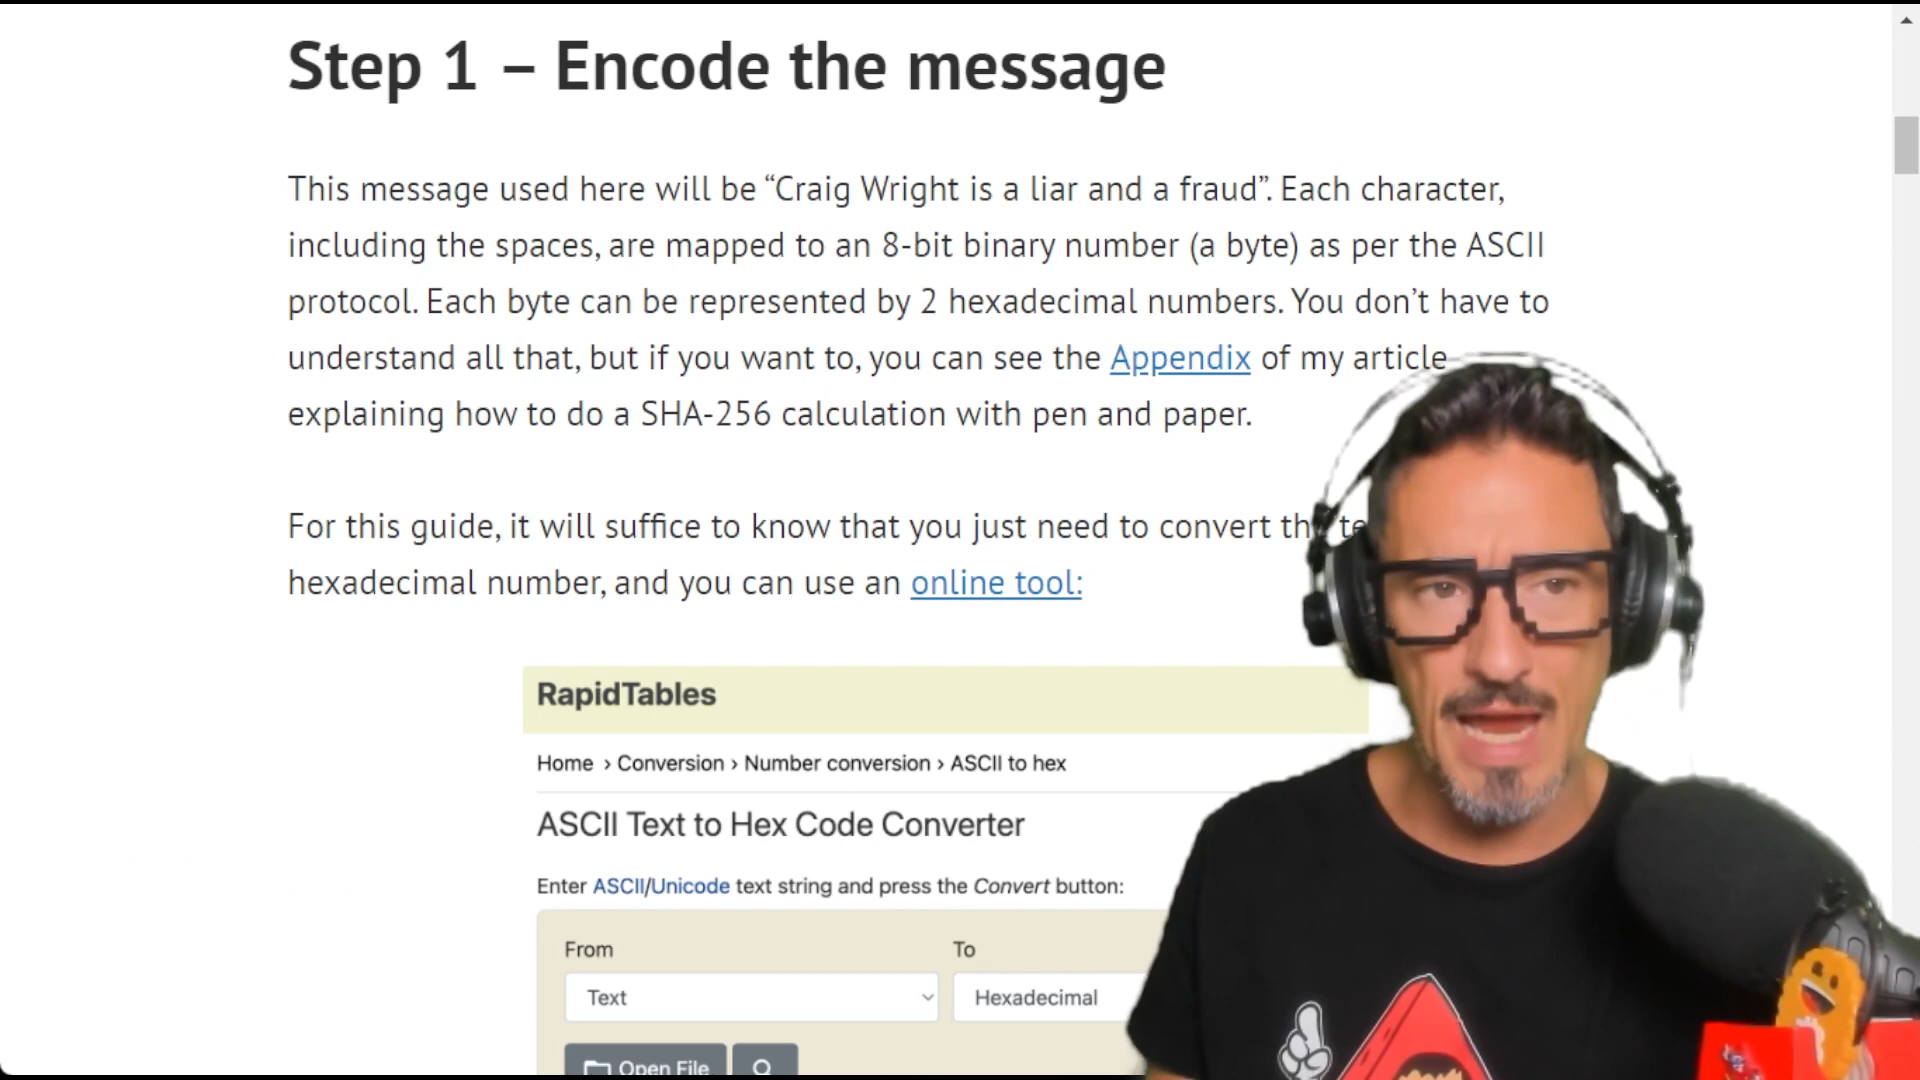 Step 1 – Encode the message
This message used here will be “Craig Wright is a liar and a fraud”. Each character,
including the spaces, are mapped to an 8-bit binary number (a byte) as per the ASCII
protocol. Each byte can be represented by 2 hexadecimal numbers. You don’t have to
understand all that, but if you want to, you can see the Appendix of my article
explaining how to do a SHA-256 calculation with pen and paper.
For this guide, it will suffice to know that you just need to convert
hexadecimal number, and you can use an online tool:
RapidTables
Home › Conversion › Number conversion › ASCII to hex
ASCII Text to Hex Code Converter
Enter ASCII/Unicode text string and press the Convert button:
From To
Text Hexadecimal
Open File